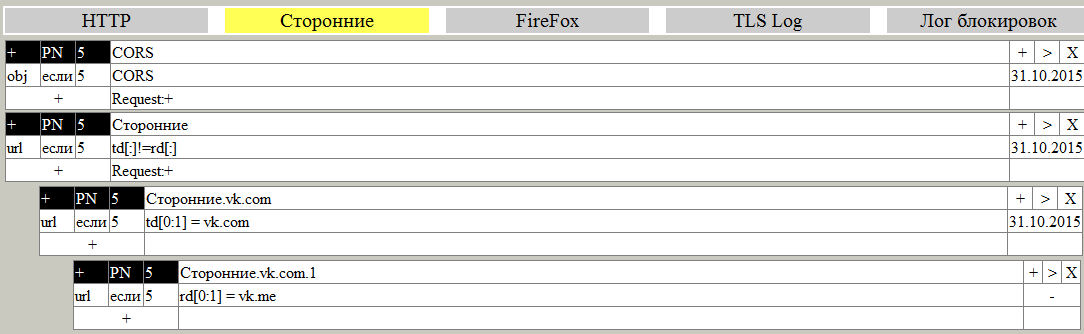 HTTP Сторонние FireFox TLS Log Лог блокировок
+ PN 5 CORS + > X
obj если 5 CORS 31.10.2015
+ Request:+
+ PN 5 Сторонние + > X
url если 5 td[:]!=rd[:] 31.10.2015
+ Request:+
+ PN 5 Сторонние.vk.com + > X
url если 5 td[0:1] = vk.com 31.10.2015
+
+ PN 5 Сторонние.vk.com.1 + > X
url если 5 rd[0:1] = vk.me -
+